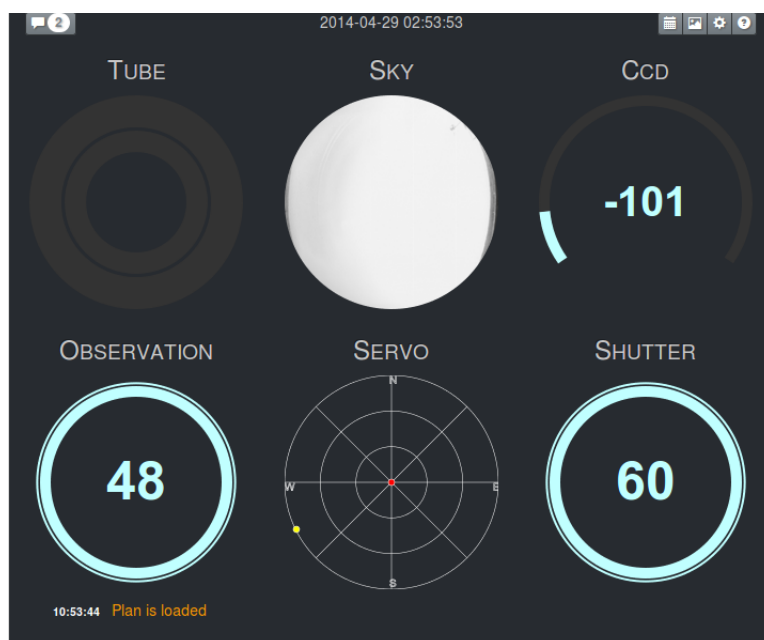 2
2014-04-29 02:53:53
?
TUBE
SKY
CCD
-101
OBSERVATION
SERVO
SHUTTER
N
48
W
E
60
S
10:53:44 Plan is loaded